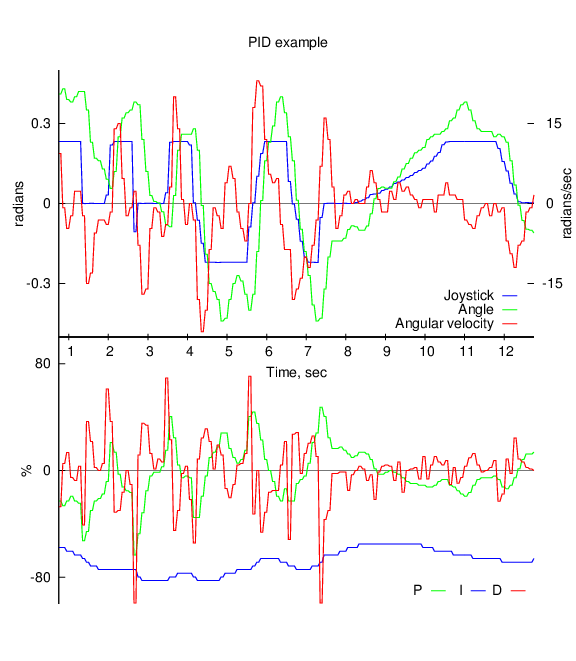 PID example
0.3
15
radians
0
0
radians/sec
-0.3
-15
Joystick
Angle
Angular velocity
1 2 3 4 5 6 7 8 9 10 11 12
Time, sec
80
%
0
-80
P I D